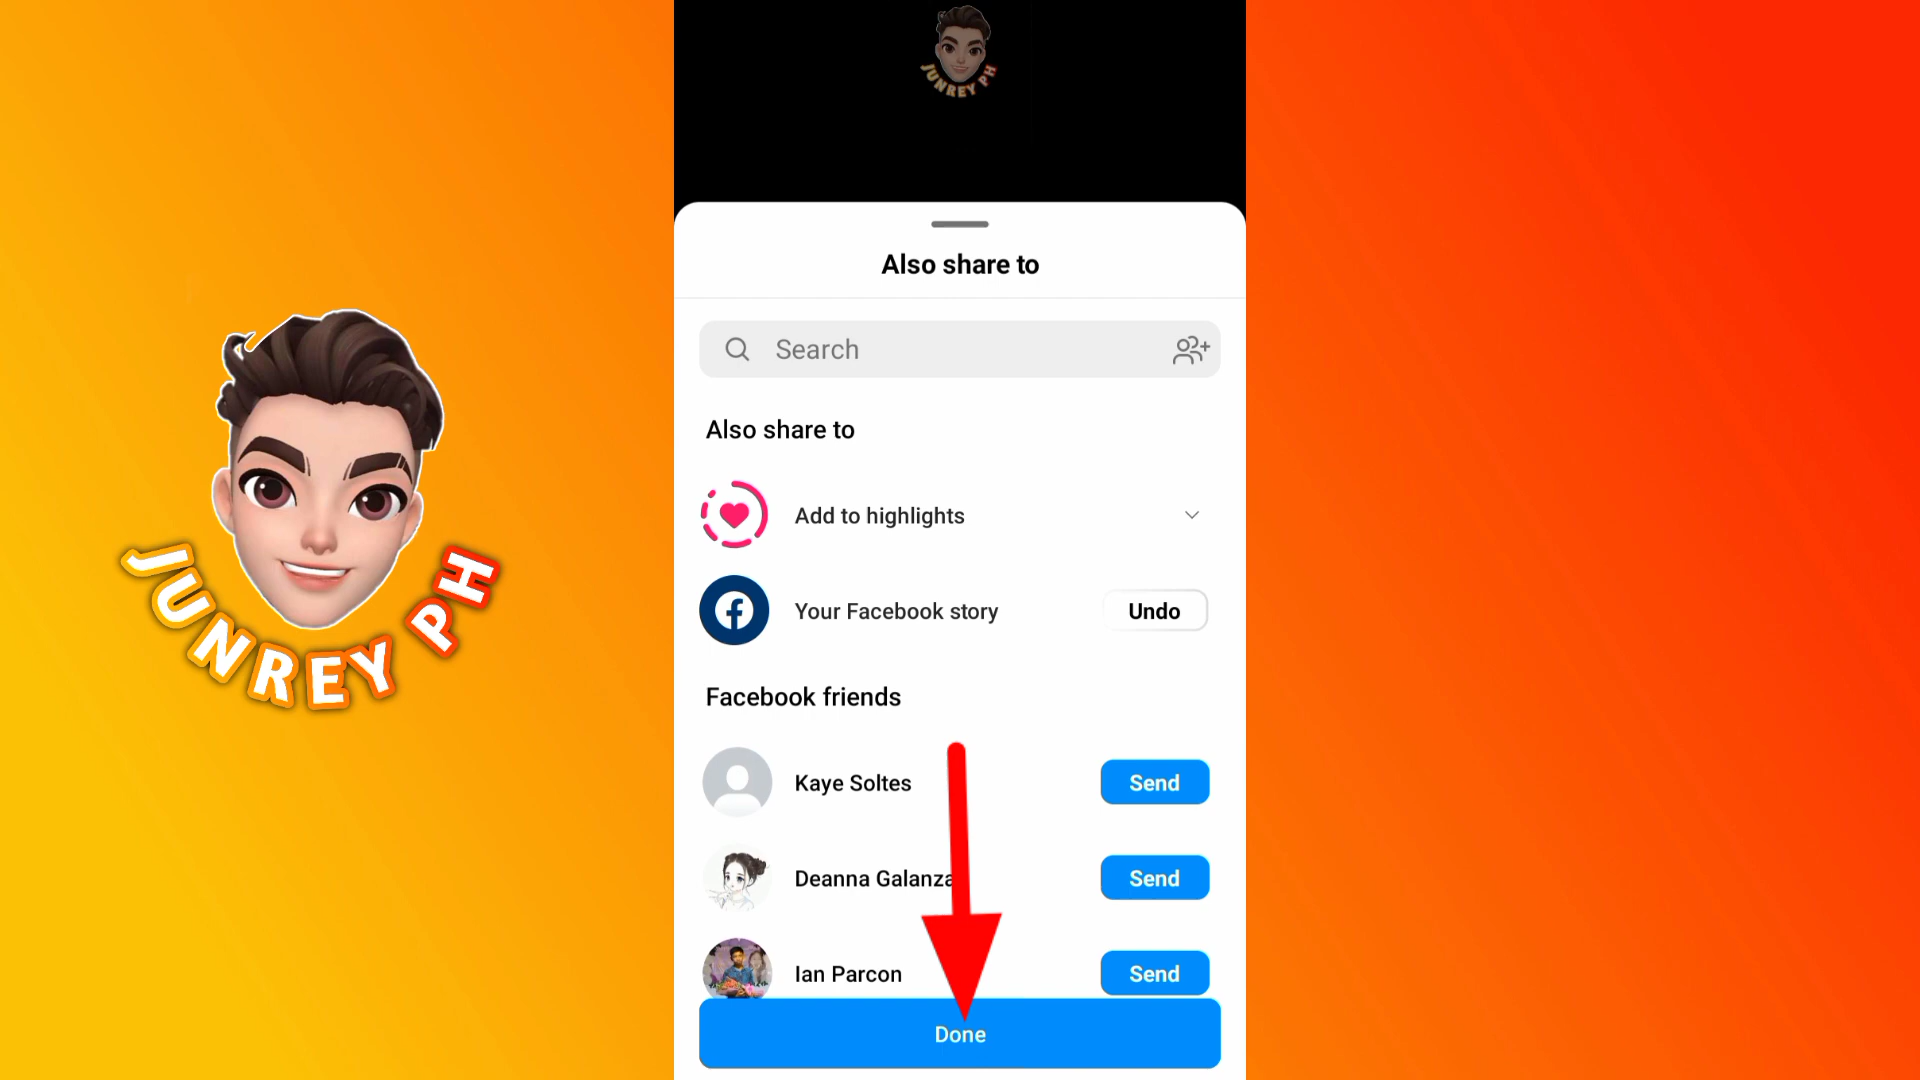 JUNREY PH
Also share to
Search
Also share to
Add to highlights
Your Facebook story
Undo
Facebook friends
Kaye Soltes
Send
Deanna Galanza
Send
Ian Parcon
Send
Done
JUNREY PH